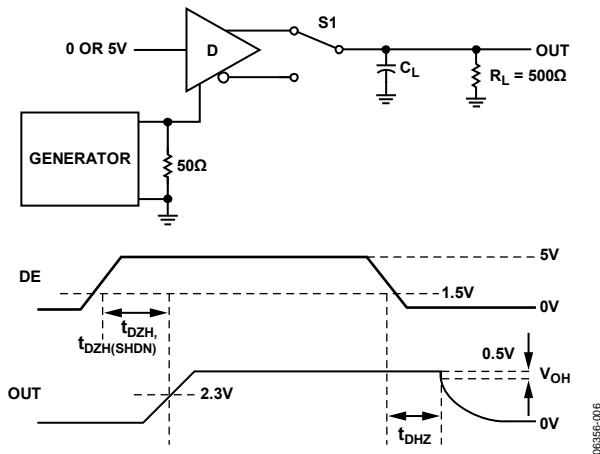 S1
0 OR 5V
D
OUT
C_L
R_L = 500Ω
GENERATOR
50Ω
5V
DE
1.5V
0V
t_DZH,
t_DZH(SHDN)
0.5V
V_OH
OUT
2.3V
0V
t_DHZ
06356-006